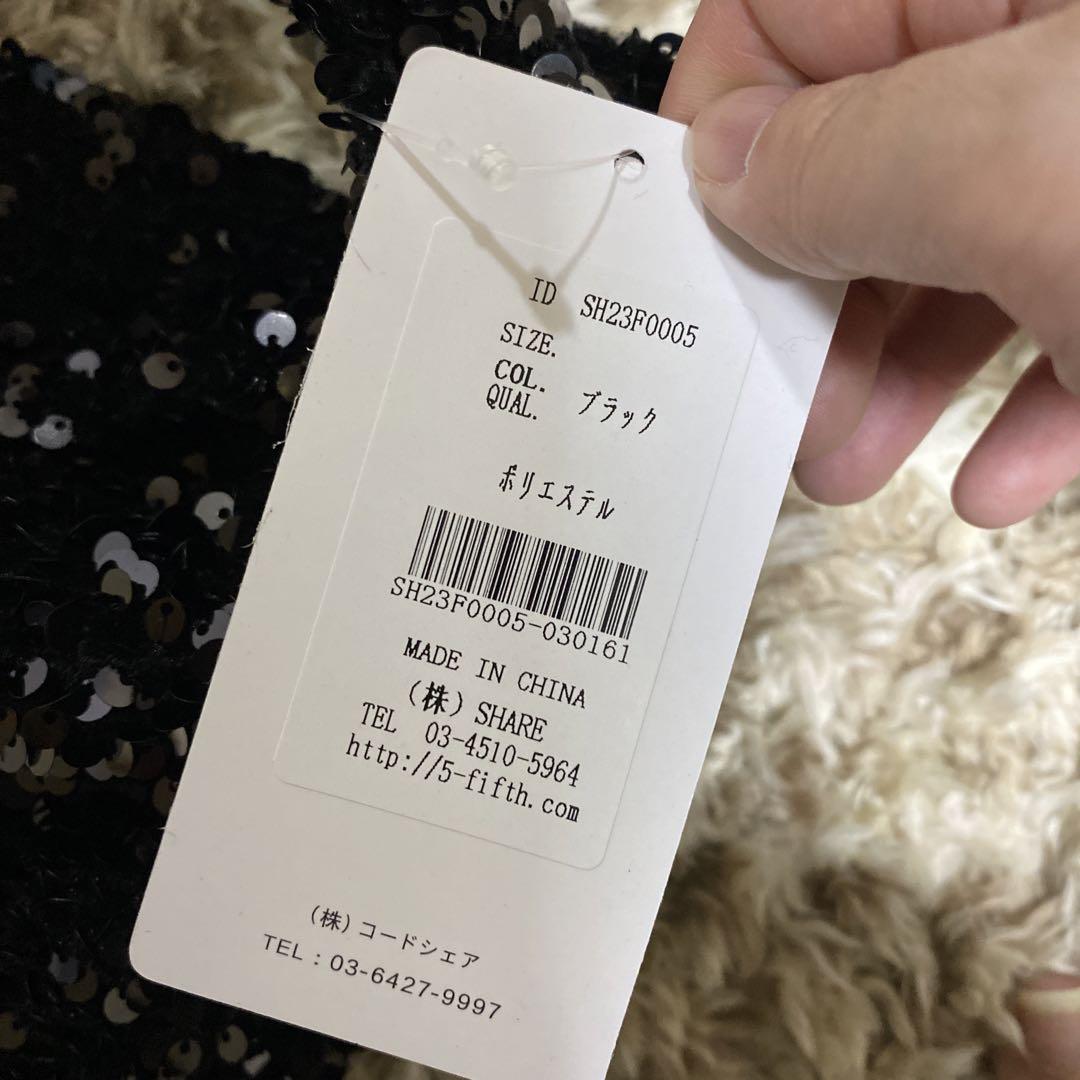 ID SH23F0005
SIZE.
COL. ブラック
QUAL.
ポリエステル
SH23F0005-030161
MADE IN CHINA
(株) SHARE
TEL 03-4510-5964
http://5-fifth.com
(株)コードシェア
TEL：03-6427-9997